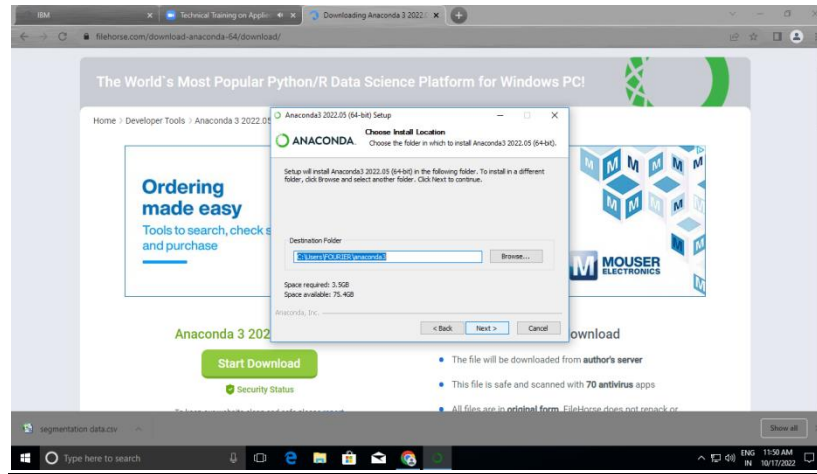 IBM
Technical Training on Applie
Downloading Anaconda 3 2022.0
filehorse.com/download-anaconda-64/download/
The World's Most Popular Python/R Data Science Platform for Windows PC!
Home > Developer Tools > Anaconda 3 2022.05
Anaconda3 2022.05 (64-bit) Setup
ANACONDA.
Choose Install Location
Choose the folder in which to install Anaconda3 2022.05 (64-bit).
Setup will install Anaconda3 2022.05 (64-bit) in the following folder. To install in a different
folder, click Browse and select another folder. Click Next to continue.
Destination Folder
C:\Users\FOURIER\anaconda3
Browse...
Space required: 3.5GB
Space available: 75.4GB
Anaconda, Inc.
< Back
Next >
Cancel
Ordering
made easy
Tools to search, check s
and purchase
MOUSER
ELECTRONICS
Anaconda 3 202
ownload
Start Download
Security Status
The file will be downloaded from author's server
This file is safe and scanned with 70 antivirus apps
All files are in original form. FileHorse does not repack or
segmentation data.csv
Show all
Type here to search
ENG
IN
11:50 AM
10/17/2022